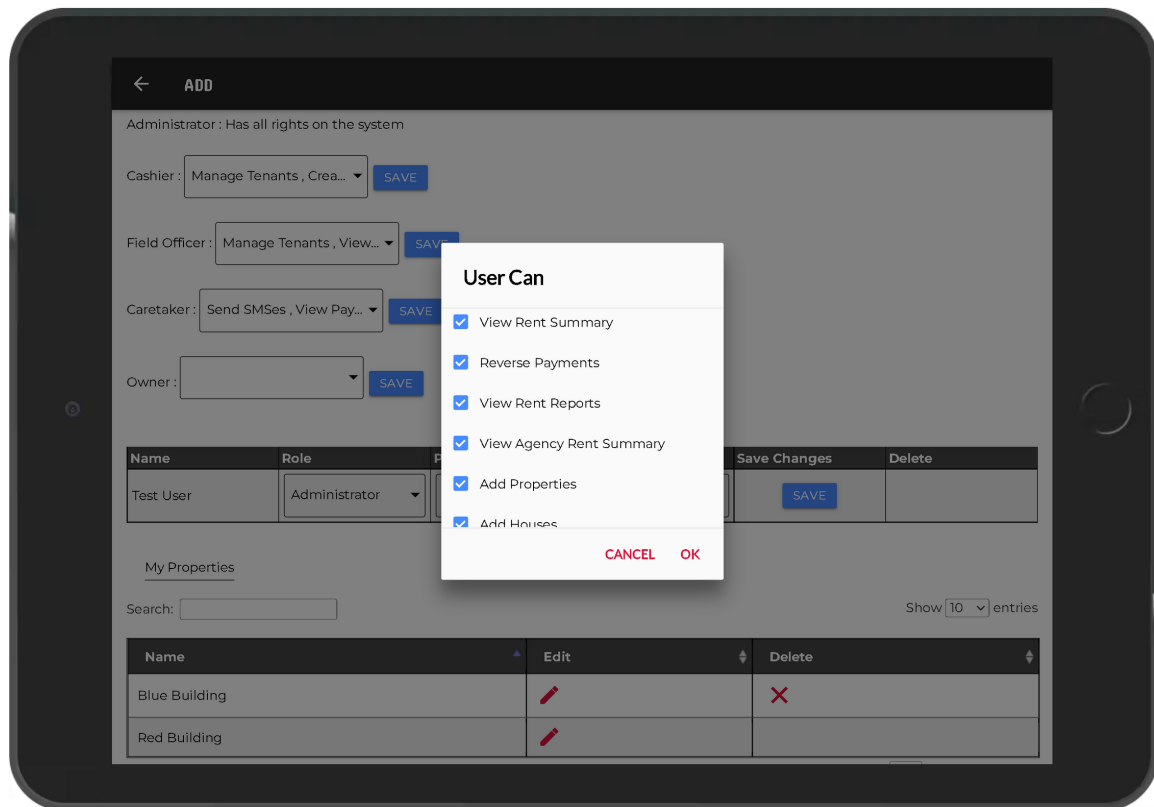 ADD
Administrator : Has all rights on the system
Cashier : Manage Tenants , Crea... SAVE
Field Officer : Manage Tenants , View... SAVE
Caretaker : Send SMSes , View Pay... SAVE
Owner : SAVE
User Can
View Rent Summary
Reverse Payments
View Rent Reports
View Agency Rent Summary
Add Properties
Add Houses
CANCEL OK
Name Role P Save Changes Delete
Test User Administrator SAVE
My Properties
Search: Show 10 entries
Name Edit Delete
Blue Building
Red Building